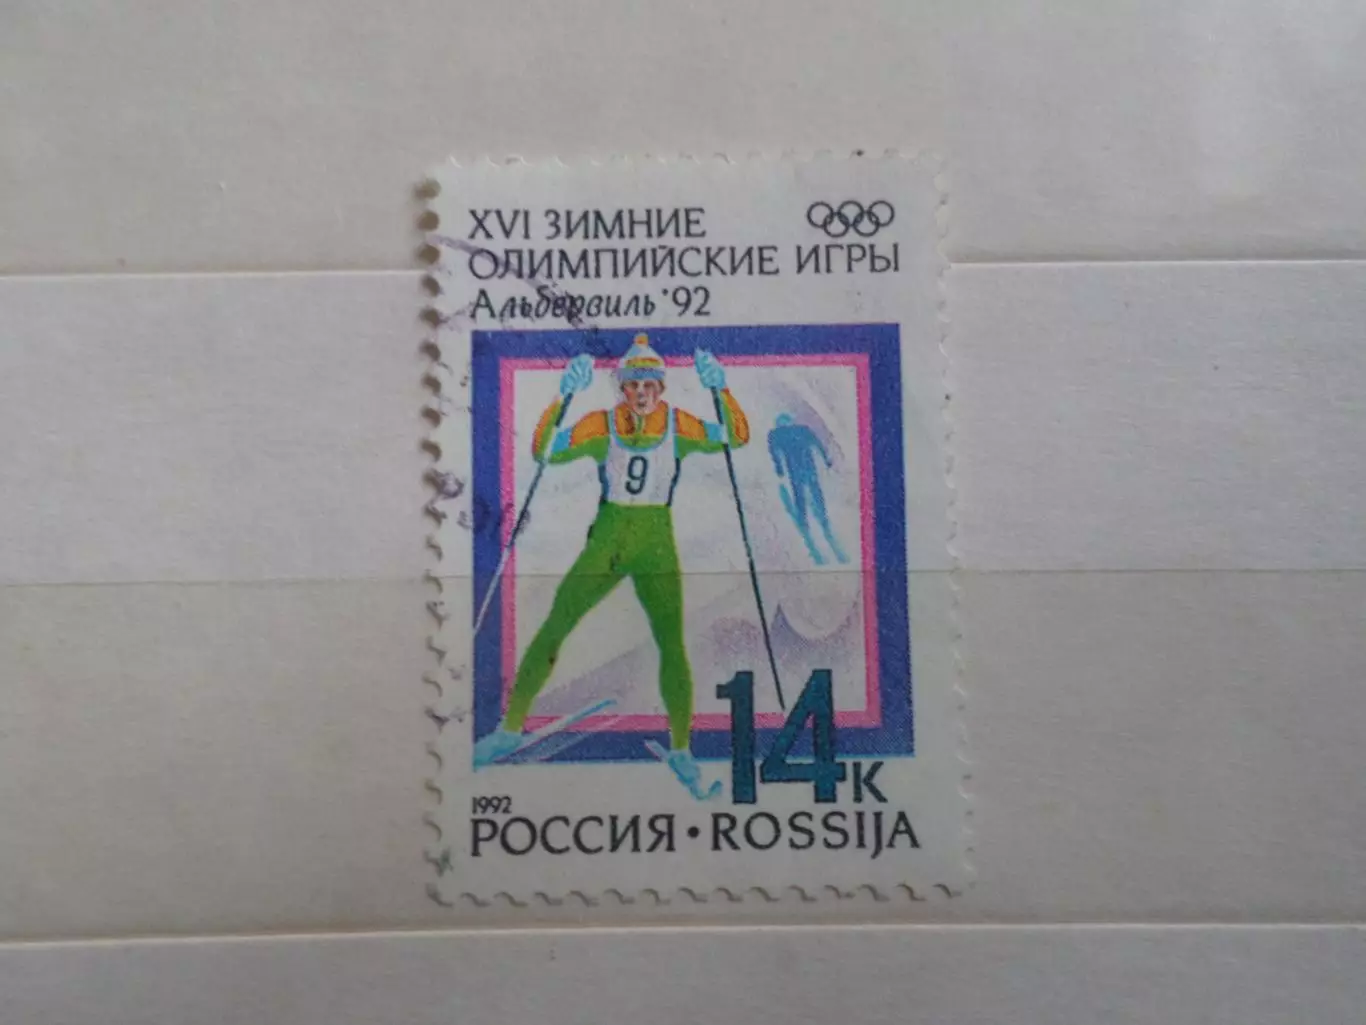 XVI ЗИМНИЕ
ОЛИМПИЙСКИЕ ИГРЫ
Альбервиль '92
9
14К
1992
РОССИЯ • ROSSIJA